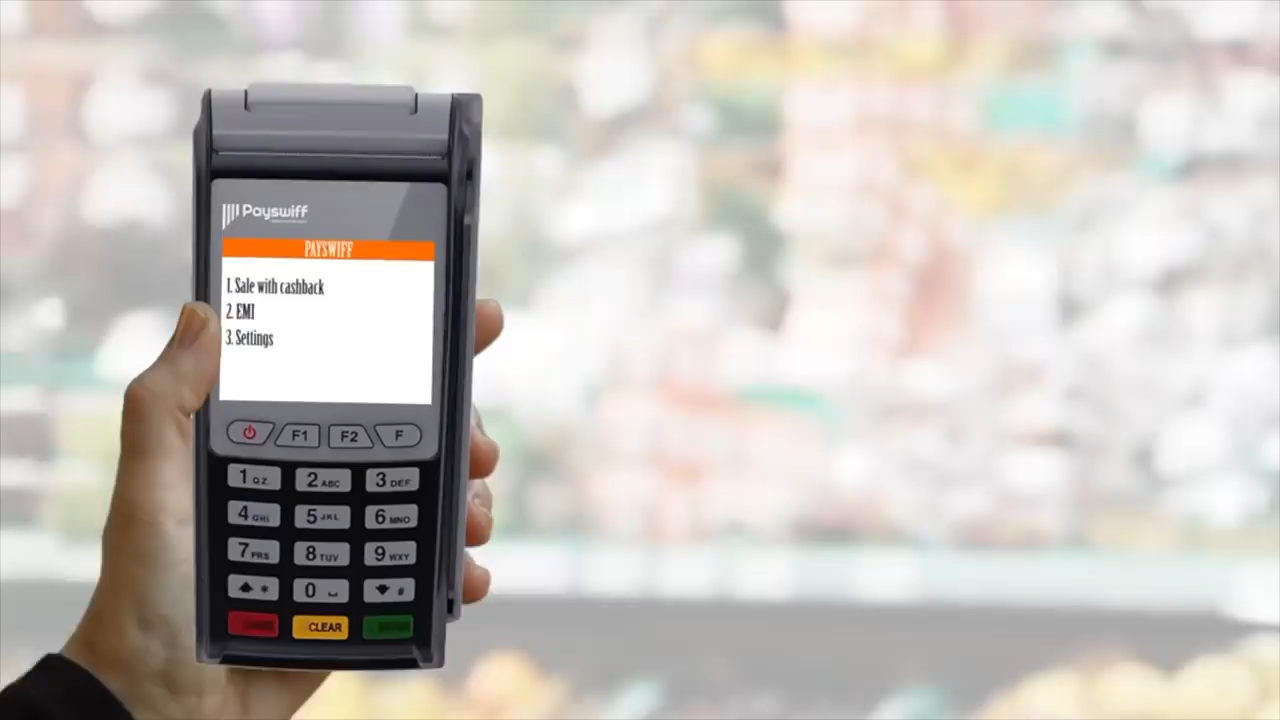 Payswiff
PAYSWIFF
1. Sale with cashback
2. EMI
3. Settings
F1 F2 F
1 QZ. 2 ABC 3 DEF
4 GHI 5 JKL 6 MNO
7 PRS 8 TUV 9 WXY
* 0 #
CLEAR